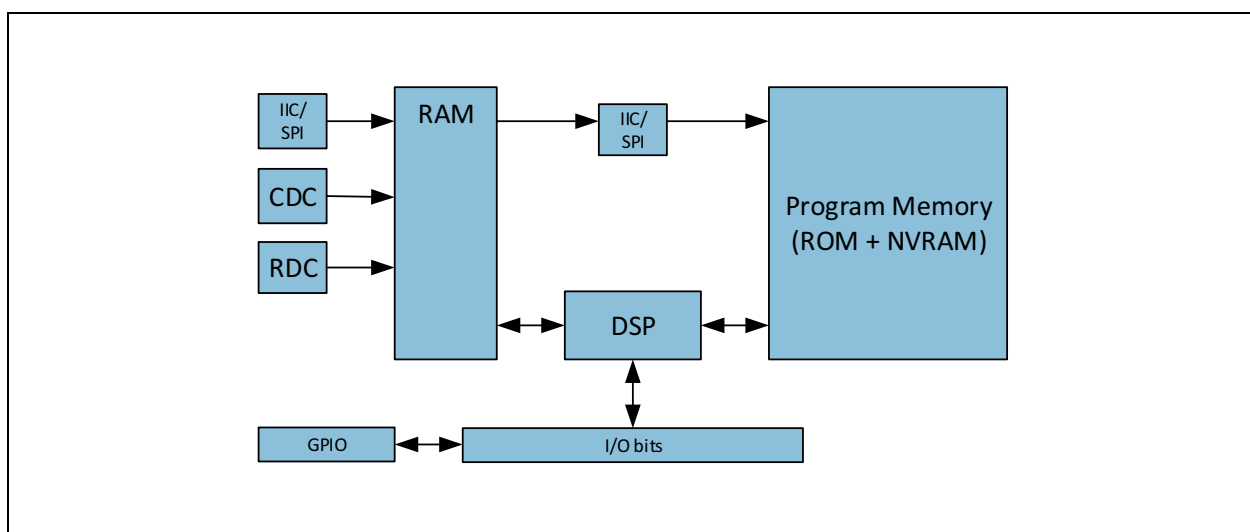 IIC/
SPI
RAM
IIC/
SPI
CDC
RDC
Program Memory
(ROM + NVRAM)
DSP
GPIO
I/O bits